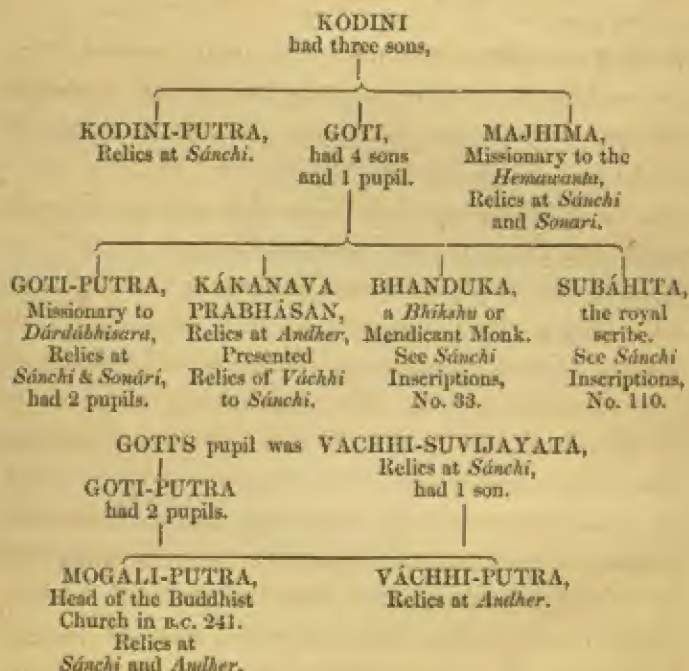 KODINI
had three sons,
KODINI-PUTRA,
Relics at Sánchi.
GOTI,
had 4 sons
and 1 pupil.
MAJHIMA,
Missionary to the
Hemawanta,
Relics at Sánchi
and Sonari.
GOTI-PUTRA,
Missionary to
Dárdábhisara,
Relics at
Sánchi & Sonári,
had 2 pupils.
KÁKANAVA
PRABHÁSAN,
Relics at Andher,
Presented
Relics of Váchhi
to Sánchi.
BHANDUKA,
a Bhikshu or
Mendicant Monk.
See Sánchi
Inscriptions,
No. 33.
SUBÁHITA,
the royal
scribe.
See Sánchi
Inscriptions,
No. 110.
GOTI'S pupil was VACHHI-SUVIJAYATA,
Relics at Sánchi,
had 1 son.
GOTI-PUTRA
had 2 pupils.
MOGALI-PUTRA,
Head of the Buddhist
Church in B.C. 241.
Relics at
Sánchi and Andher.
VÁCHHI-PUTRA,
Relics at Andher.